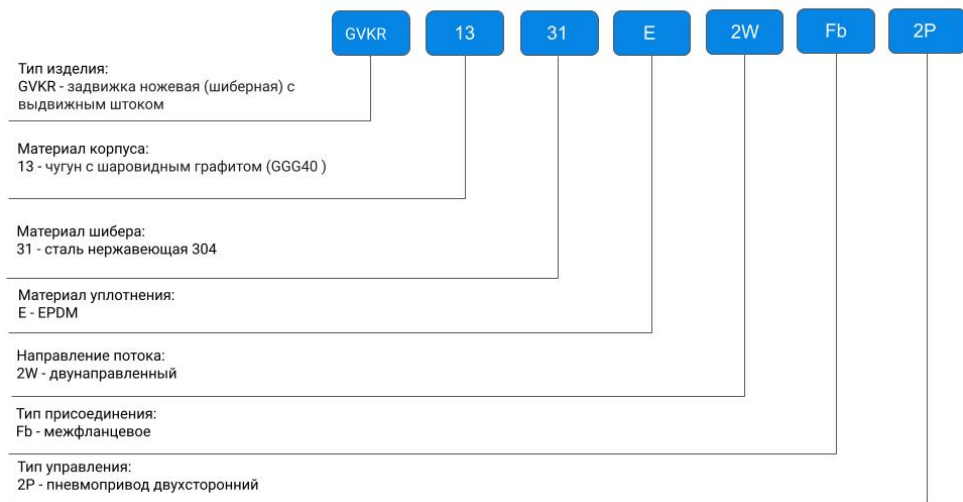 GVKR 13 31 E 2W Fb 2P
Тип изделия:
GVKR - задвижка ножевая (шиберная) с
выдвижным штоком
Материал корпуса:
13 - чугун с шаровидным графитом (GGG40 )
Материал шибера:
31 - сталь нержавеющая 304
Материал уплотнения:
E - EPDM
Направление потока:
2W - двунаправленный
Тип присоединения:
Fb - межфланцевое
Тип управления:
2P - пневмопривод двухсторонний